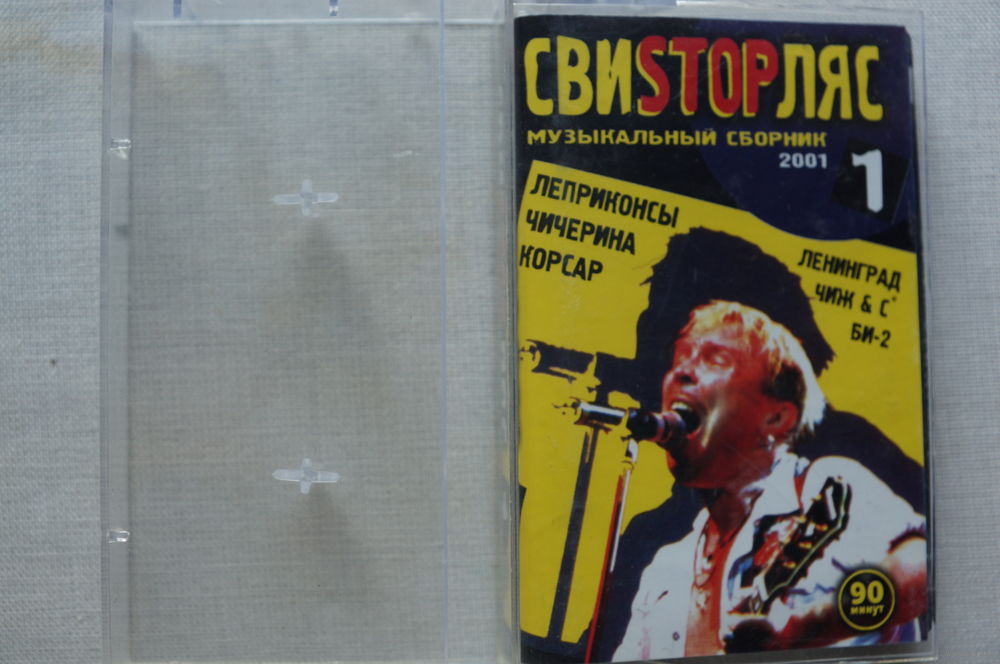 СВИSTOPЛЯС
МУЗЫКАЛЬНЫЙ СБОРНИК
2001
1
ЛЕПРИКОНСЫ
ЧИЧЕРИНА
КОРСАР
ЛЕНИНГРАД
ЧИЖ & С°
БИ-2
90
минут